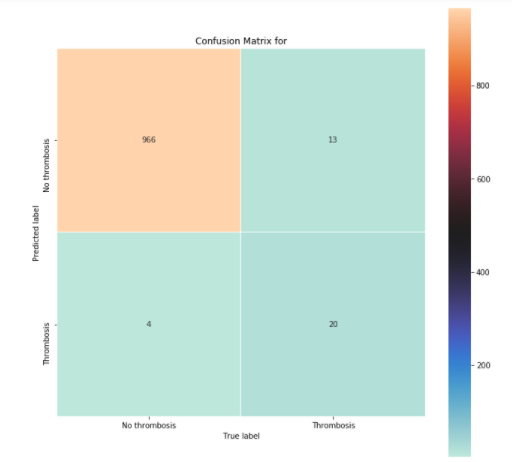 Confusion Matrix for
No thrombosis
Thrombosis
Predicted label
966
13
4
20
No thrombosis
Thrombosis
True label
800
600
400
200